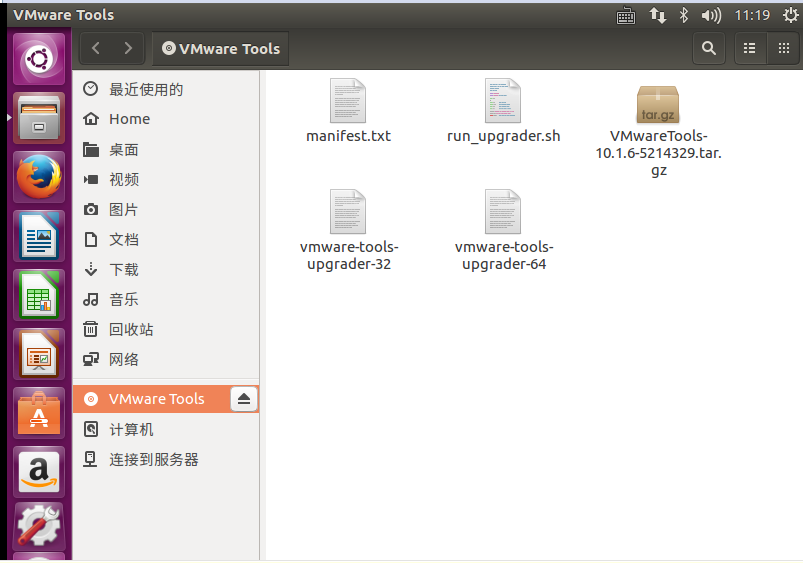 VMware Tools
11:19
VMware Tools
最近使用的
Home
桌面
视频
图片
文档
下载
音乐
回收站
网络
VMware Tools
计算机
连接到服务器
manifest.txt
run_upgrader.sh
tar.gz
VMwareTools-
10.1.6-5214329.tar.
gz
vmware-tools-
upgrader-32
vmware-tools-
upgrader-64